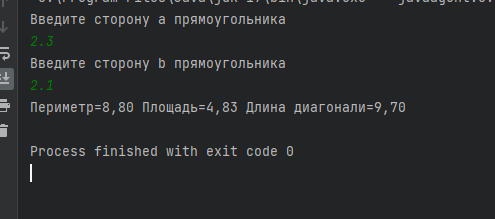 Введите сторону a прямоугольника
2.3
Введите сторону b прямоугольника
2.1
Периметр=8,80 Площадь=4,83 Длина диагонали=9,70
Process finished with exit code 0